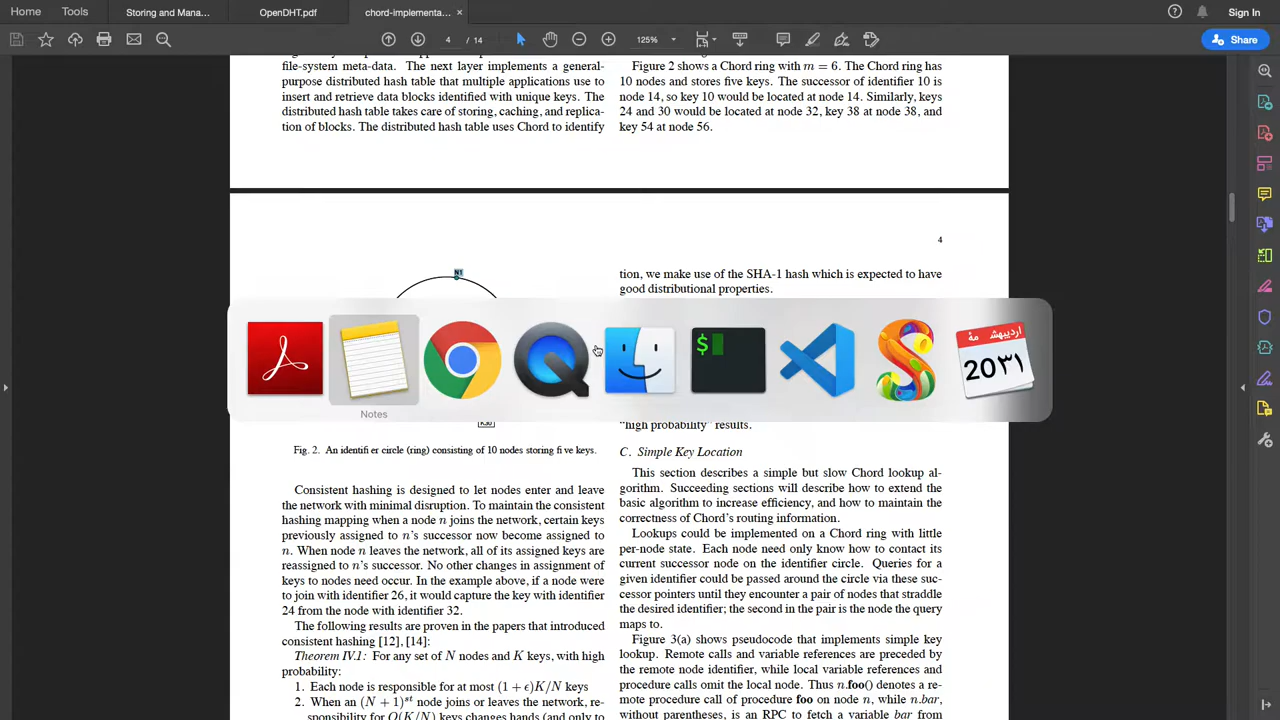 Home Tools Storing and Mana... OpenDHT.pdf chord-implementa... × Sign In
4 / 14 125% Share
file-system meta-data. The next layer implements a general-
purpose distributed hash table that multiple applications use to
insert and retrieve data blocks identified with unique keys. The
distributed hash table takes care of storing, caching, and replica-
tion of blocks. The distributed hash table uses Chord to identify
Figure 2 shows a Chord ring with m = 6. The Chord ring has
10 nodes and stores five keys. The successor of identifier 10 is
node 14, so key 10 would be located at node 14. Similarly, keys
24 and 30 would be located at node 32, key 38 at node 38, and
key 54 at node 56.
4
N1
tion, we make use of the SHA-1 hash which is expected to have
good distributional properties.
$
اردیبهشت
۲۰۳۱
Notes
K30
"high probability" results.
Fig. 2. An identifi er circle (ring) consisting of 10 nodes storing fi ve keys.
Consistent hashing is designed to let nodes enter and leave
the network with minimal disruption. To maintain the consistent
hashing mapping when a node n joins the network, certain keys
previously assigned to n's successor now become assigned to
n. When node n leaves the network, all of its assigned keys are
reassigned to n's successor. No other changes in assignment of
keys to nodes need occur. In the example above, if a node were
to join with identifier 26, it would capture the key with identifier
24 from the node with identifier 32.
The following results are proven in the papers that introduced
consistent hashing [12], [14]:
Theorem IV.1: For any set of N nodes and K keys, with high
probability:
1. Each node is responsible for at most (1 + ϵ)K/N keys
2. When an (N + 1)st node joins or leaves the network, re-
sponsibility for O(K/N) keys changes hands (and only to
C. Simple Key Location
This section describes a simple but slow Chord lookup al-
gorithm. Succeeding sections will describe how to extend the
basic algorithm to increase efficiency, and how to maintain the
correctness of Chord's routing information.
Lookups could be implemented on a Chord ring with little
per-node state. Each node need only know how to contact its
current successor node on the identifier circle. Queries for a
given identifier could be passed around the circle via these suc-
cessor pointers until they encounter a pair of nodes that straddle
the desired identifier; the second in the pair is the node the query
maps to.
Figure 3(a) shows pseudocode that implements simple key
lookup. Remote calls and variable references are preceded by
the remote node identifier, while local variable references and
procedure calls omit the local node. Thus n.foo() denotes a re-
mote procedure call of procedure foo on node n, while n.bar,
without parentheses, is an RPC to fetch a variable bar from